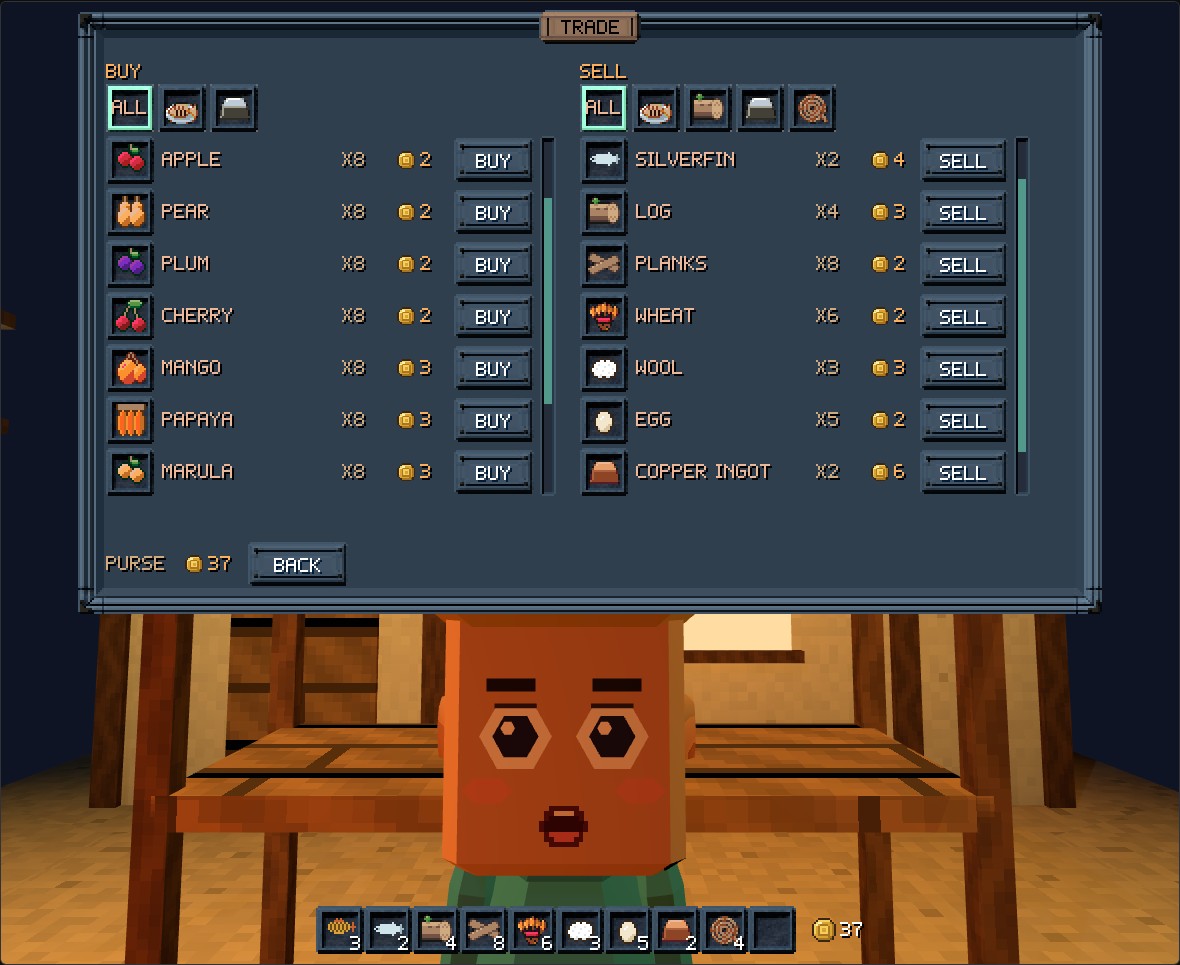 TRADE
BUY
ALL
APPLE X8 2 BUY
PEAR X8 2 BUY
PLUM X8 2 BUY
CHERRY X8 2 BUY
MANGO X8 3 BUY
PAPAYA X8 3 BUY
MARULA X8 3 BUY
SELL
ALL
SILVERFIN X2 4 SELL
LOG X4 3 SELL
PLANKS X8 2 SELL
WHEAT X6 2 SELL
WOOL X3 3 SELL
EGG X5 2 SELL
COPPER INGOT X2 6 SELL
PURSE 37 BACK
3 2 4 8 6 3 5 2 4 37